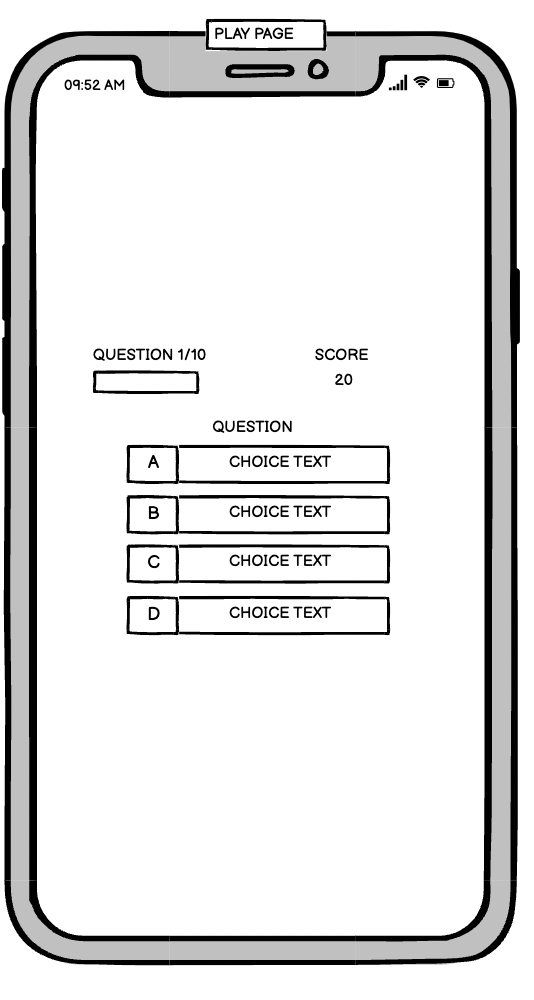 PLAY PAGE
09:52 AM
QUESTION 1/10 SCORE
20
QUESTION
A CHOICE TEXT
B CHOICE TEXT
C CHOICE TEXT
D CHOICE TEXT